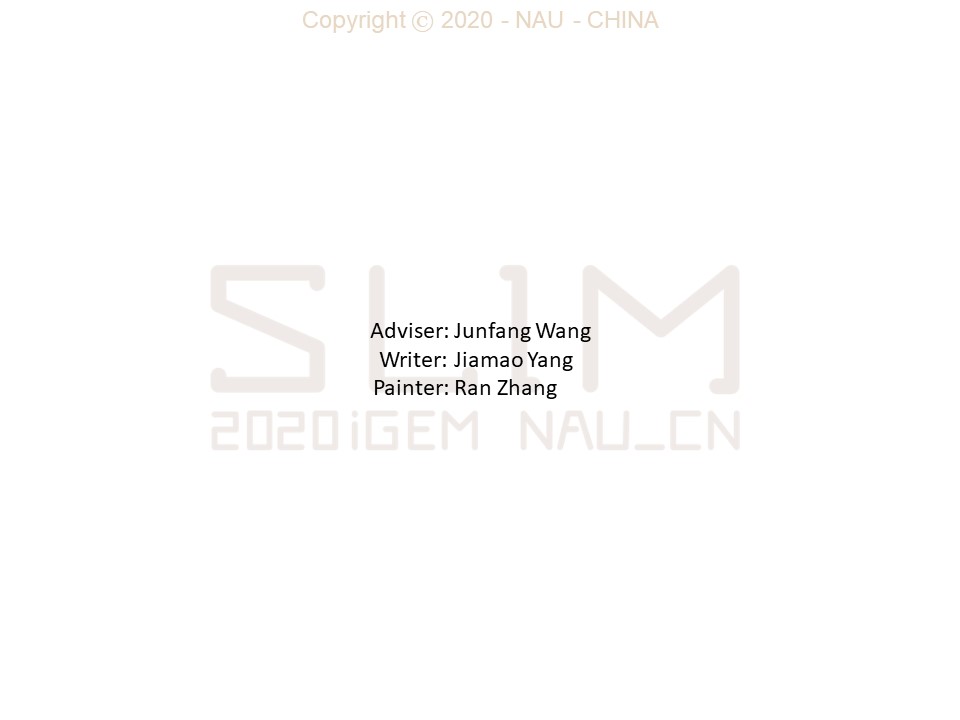 Copyright © 2020 - NAU - CHINA
SLIM
Adviser: Junfang Wang
Writer: Jiamao Yang
Painter: Ran Zhang
2020iGEM NAU_CN